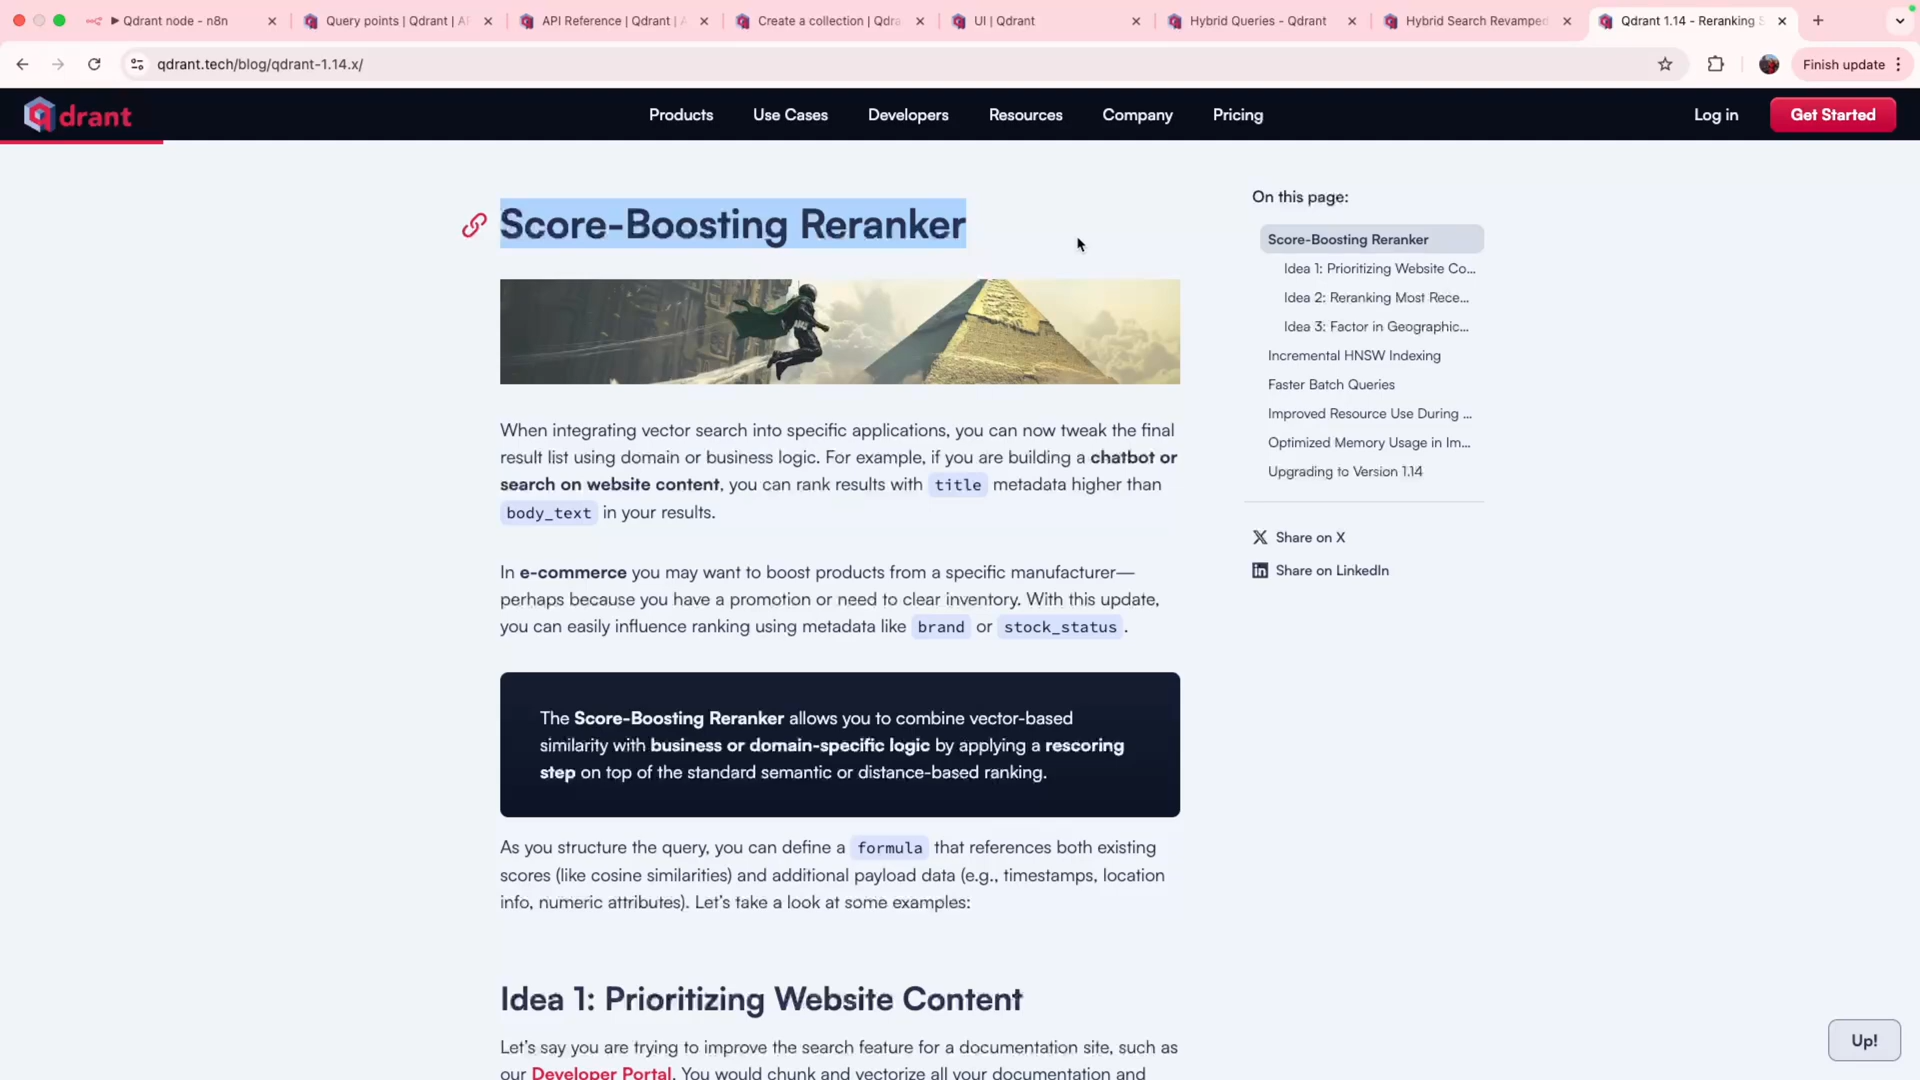 ▶ Qdrant node - n8n
Query points | Qdrant | AP
API Reference | Qdrant | A
Create a collection | Qdra
UI | Qdrant
Hybrid Queries - Qdrant
Hybrid Search Revamped
Qdrant 1.14 - Reranking S
qdrant.tech/blog/qdrant-1.14.x/
Finish update
qdrant
Products
Use Cases
Developers
Resources
Company
Pricing
Log in
Get Started
Score-Boosting Reranker
When integrating vector search into specific applications, you can now tweak the final
result list using domain or business logic. For example, if you are building a chatbot or
search on website content, you can rank results with title metadata higher than
body_text in your results.
In e-commerce you may want to boost products from a specific manufacturer—
perhaps because you have a promotion or need to clear inventory. With this update,
you can easily influence ranking using metadata like brand or stock_status.
The Score-Boosting Reranker allows you to combine vector-based
similarity with business or domain-specific logic by applying a rescoring
step on top of the standard semantic or distance-based ranking.
As you structure the query, you can define a formula that references both existing
scores (like cosine similarities) and additional payload data (e.g., timestamps, location
info, numeric attributes). Let's take a look at some examples:
Idea 1: Prioritizing Website Content
Let's say you are trying to improve the search feature for a documentation site, such as
our Developer Portal. You would chunk and vectorize all your documentation and
On this page:
Score-Boosting Reranker
Idea 1: Prioritizing Website Co...
Idea 2: Reranking Most Rece...
Idea 3: Factor in Geographic...
Incremental HNSW Indexing
Faster Batch Queries
Improved Resource Use During ...
Optimized Memory Usage in Im...
Upgrading to Version 1.14
Share on X
Share on LinkedIn
Up!